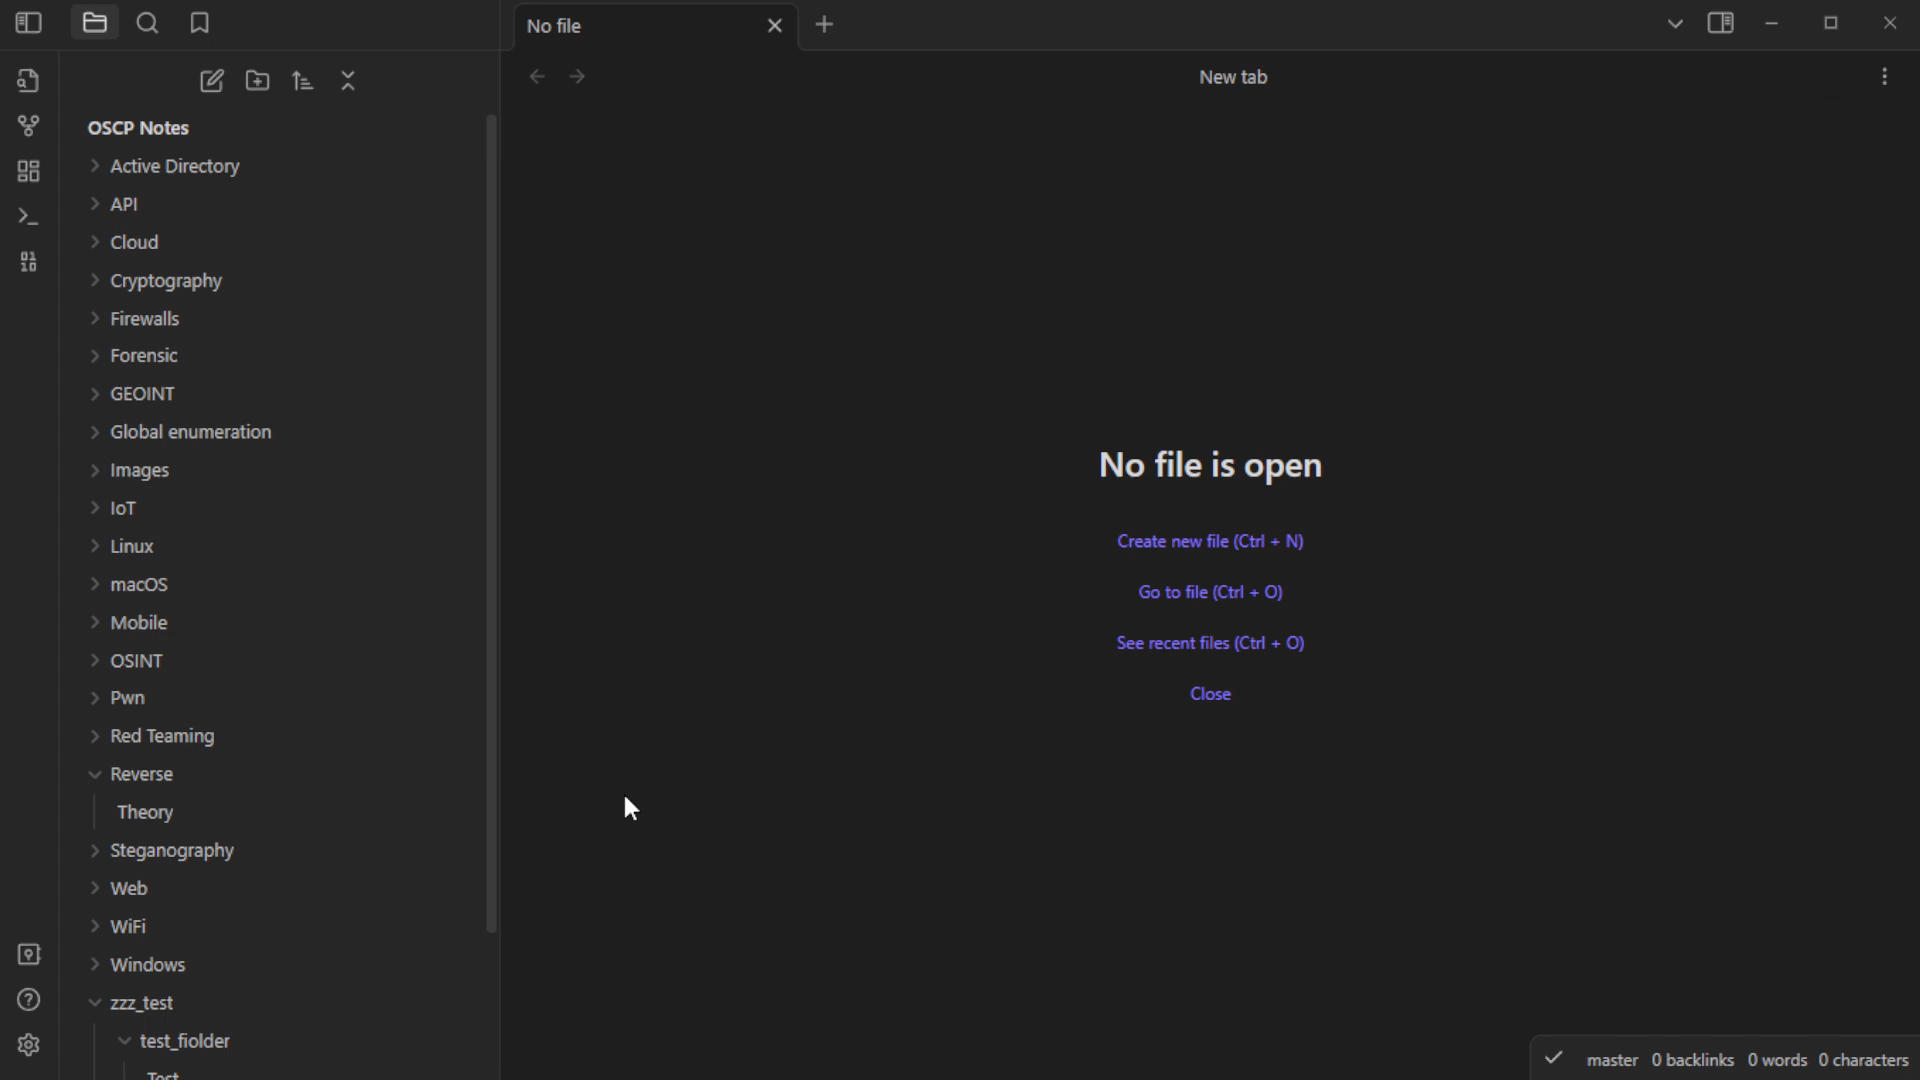 No file
New tab
OSCP Notes
Active Directory
API
Cloud
Cryptography
Firewalls
Forensic
GEOINT
Global enumeration
Images
IoT
Linux
macOS
Mobile
OSINT
Pwn
Red Teaming
Reverse
Theory
Steganography
Web
WiFi
Windows
zzz_test
test_fiolder
Test
No file is open
Create new file (Ctrl + N)
Go to file (Ctrl + O)
See recent files (Ctrl + O)
Close
master 0 backlinks 0 words 0 characters